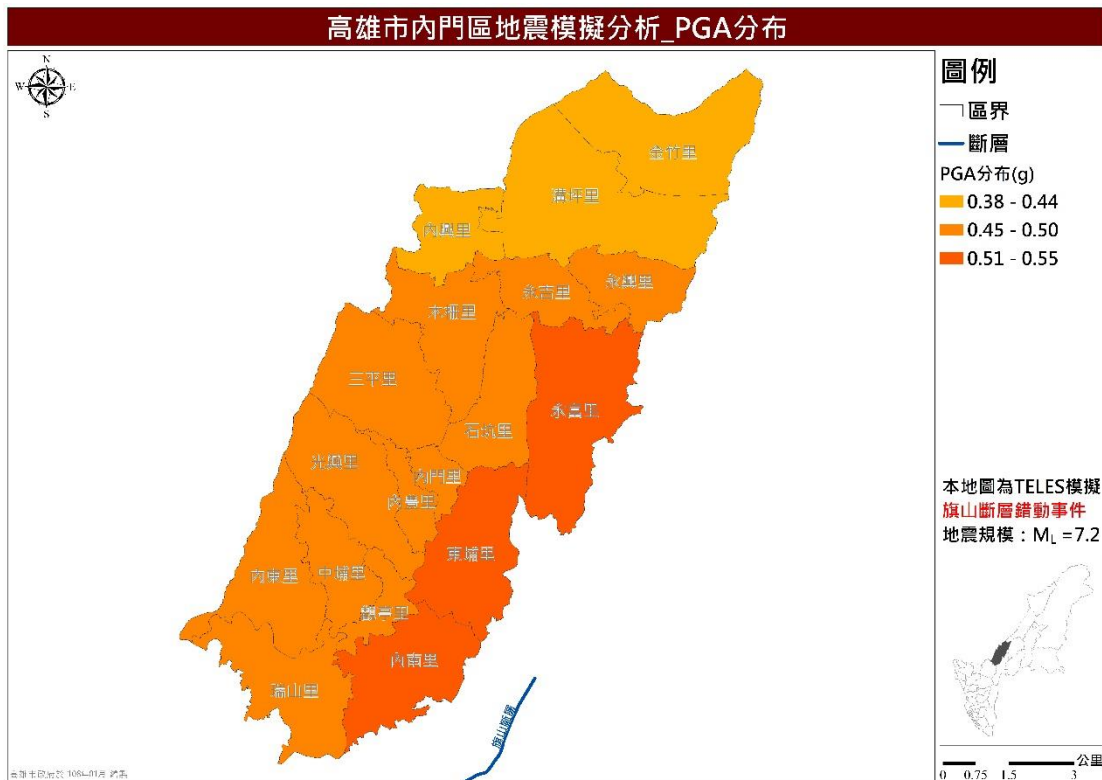 高雄市內門區地震模擬分析_PGA分布
N
W
E
S
圖例
區界
斷層
PGA分布(g)
0.38 - 0.44
0.45 - 0.50
0.51 - 0.55
金竹里
溝坪里
內興里
永興里
金吉里
木柵里
三平里
永富里
石坑里
光興里
內門里
內豐里
東埔里
內東里
中埔里
觀亭里
內南里
瑞山里
旗山斷層
本地圖為TELES模擬
旗山斷層錯動事件
地震規模：ML =7.2
公里
0 0.75 1.5 3